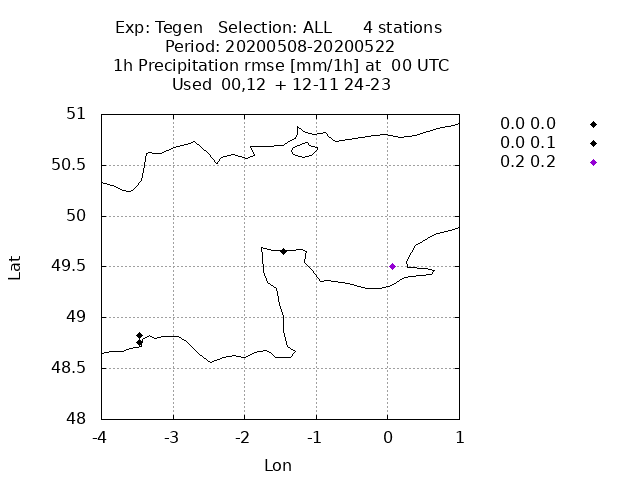 Exp: Tegen   Selection: ALL      4 stations
Period: 20200508-20200522
1h Precipitation rmse [mm/1h] at  00 UTC
Used  00,12  + 12-11 24-23
51
50.5
50
49.5
49
48.5
48
-4 -3 -2 -1 0 1
Lat
Lon
0.0 0.0
0.0 0.1
0.2 0.2